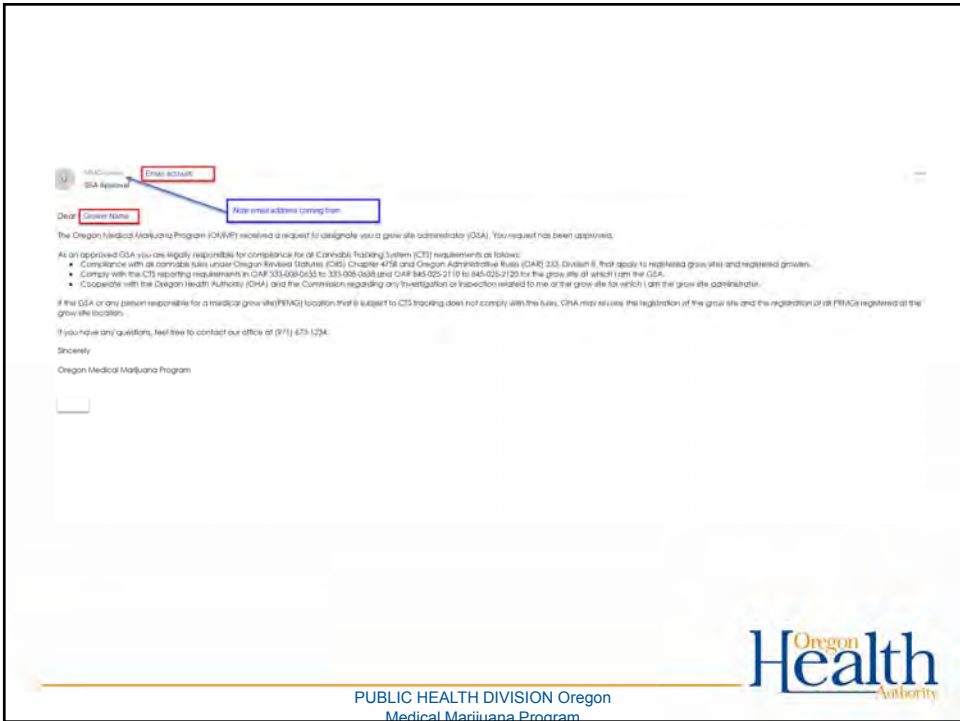 Email account
GSA Approval
Note email address coming from
Dear Grower Name
The Oregon Medical Marijuana Program (OMMP) received a request to designate you a grow site administrator (GSA). You request has been approved.
As an approved GSA you are legally responsible for compliance for all Cannabis Tracking System (CTS) requirements as follows:
• Compliance with all cannabis rules under Oregon Revised Statutes (ORS) Chapter 475B and Oregon Administrative Rules (OAR) 333, Division 8, that apply to registered grow sites and registered growers.
• Comply with the CTS reporting requirements in OAR 333-008-0635 to 333-008-0638 and OAR 845-025-2110 to 845-025-2120 for the grow site at which I am the GSA.
• Cooperate with the Oregon Health Authority (OHA) and the Commission regarding any investigation or inspection related to me or the grow site for which I am the grow site administrator.
If the GSA or any person responsible for a medical grow site(PRMG) location that is subject to CTS tracking does not comply with the rules, OHA may revoke the registration of the grow site and the registration of all PRMGs registered at the
grow site location.
If you have any questions, feel free to contact our office at (971) 673-1234.
Sincerely
Oregon Medical Marijuana Program
Oregon
Health
Authority
PUBLIC HEALTH DIVISION Oregon
Medical Marijuana Program